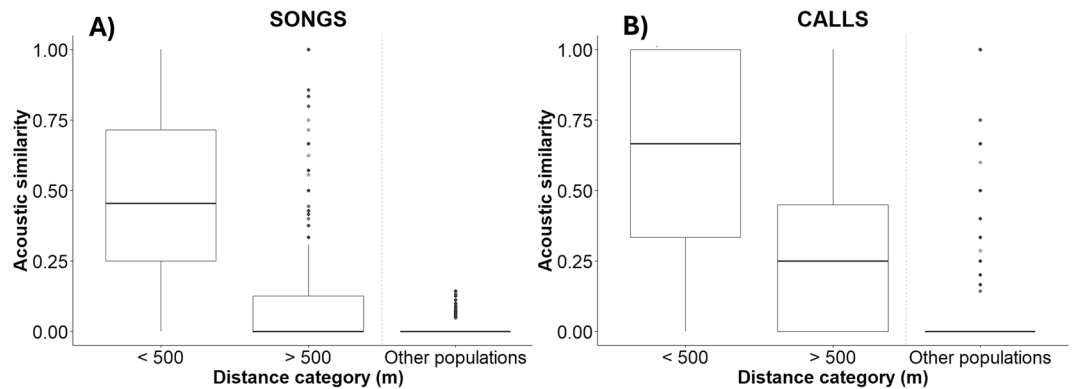 A)
SONGS
Acoustic similarity
1.00
0.75
0.50
0.25
0.00
< 500
> 500
Other populations
Distance category (m)
B)
CALLS
Acoustic similarity
1.00
0.75
0.50
0.25
0.00
< 500
> 500
Other populations
Distance category (m)